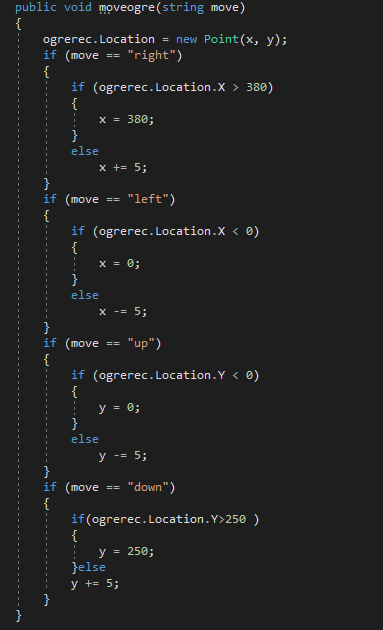 public void moveogre(string move)
{
ogrerec.Location = new Point(x, y);
if (move == "right")
{
if (ogrerec.Location.X > 380)
{
x = 380;
}
else
x += 5;
}
if (move == "left")
{
if (ogrerec.Location.X < 0)
{
x = 0;
}
else
x -= 5;
}
if (move == "up")
{
if (ogrerec.Location.Y < 0)
{
y = 0;
}
else
y -= 5;
}
if (move == "down")
{
if(ogrerec.Location.Y>250 )
{
y = 250;
}else
y += 5;
}
}